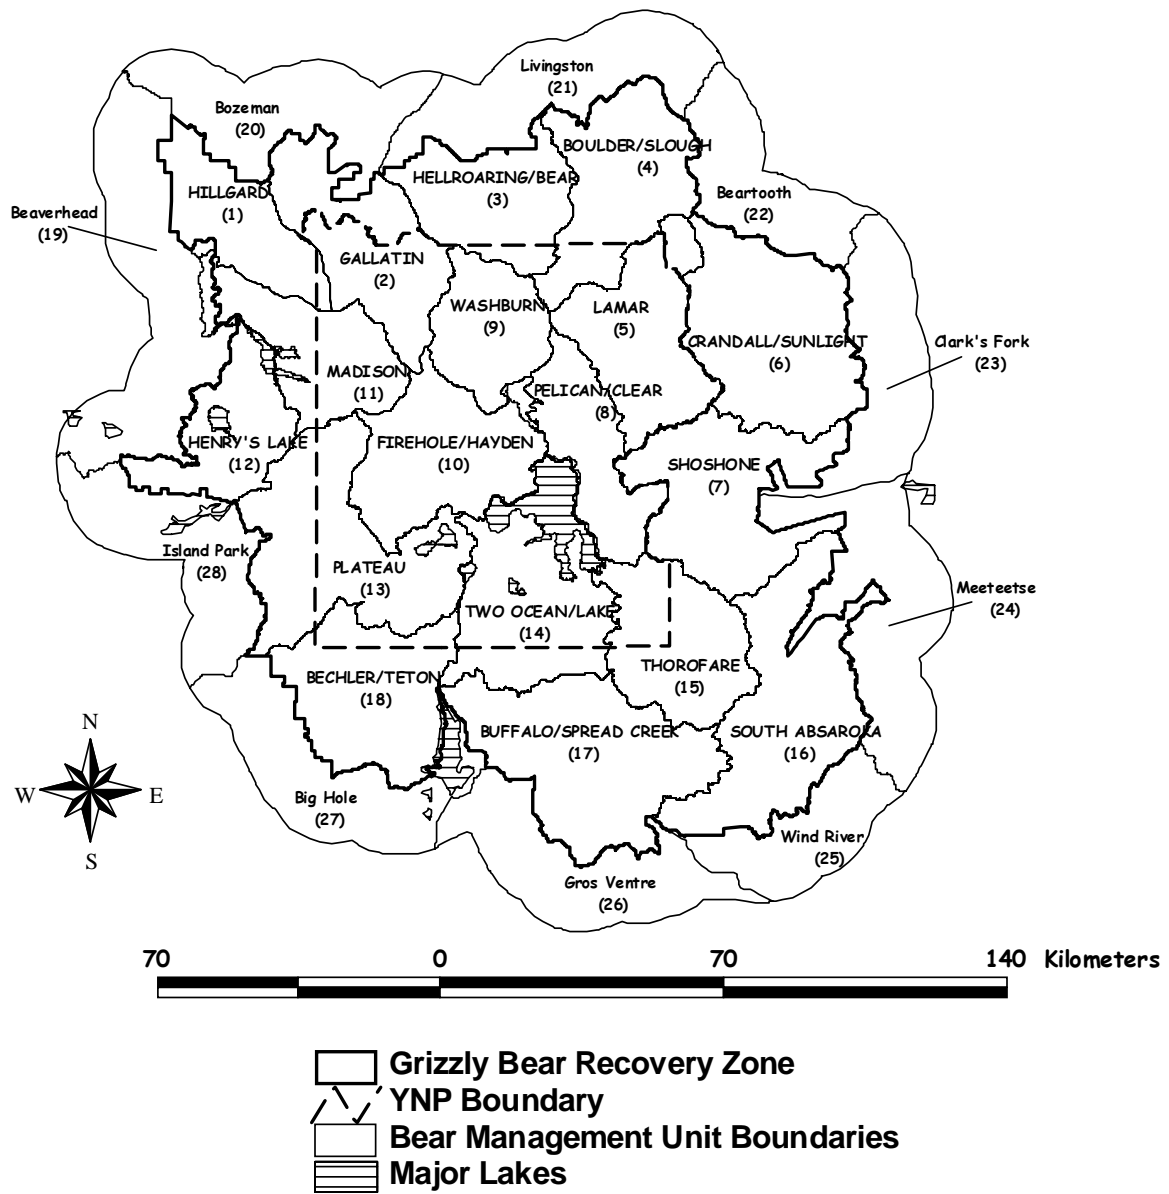 Livingston
(21)
Bozeman
(20)
BOULDER/SLOUGH
(4)
HELLROARING/BEAR
(3)
HILLGARD
(1)
Beartooth
(22)
Beaverhead
(19)
GALLATIN
(2)
WASHBURN
(9)
LAMAR
(5)
CRANDALL/SUNLIGHT
(6)
Clark's Fork
(23)
MADISON
(11)
PELICAN/CLEAR
(8)
HENRY'S LAKE
(12)
FIREHOLE/HAYDEN
(10)
SHOSHONE
(7)
Island Park
(28)
PLATEAU
(13)
TWO OCEAN/LAKE
(14)
Meeteetse
(24)
THOROFARE
(15)
BECHLER/TETON
(18)
BUFFALO/SPREAD CREEK
(17)
SOUTH ABSAROKA
(16)
N
W E
S
Big Hole
(27)
Wind River
(25)
Gros Ventre
(26)
70 0 70 140 Kilometers
Grizzly Bear Recovery Zone
YNP Boundary
Bear Management Unit Boundaries
Major Lakes